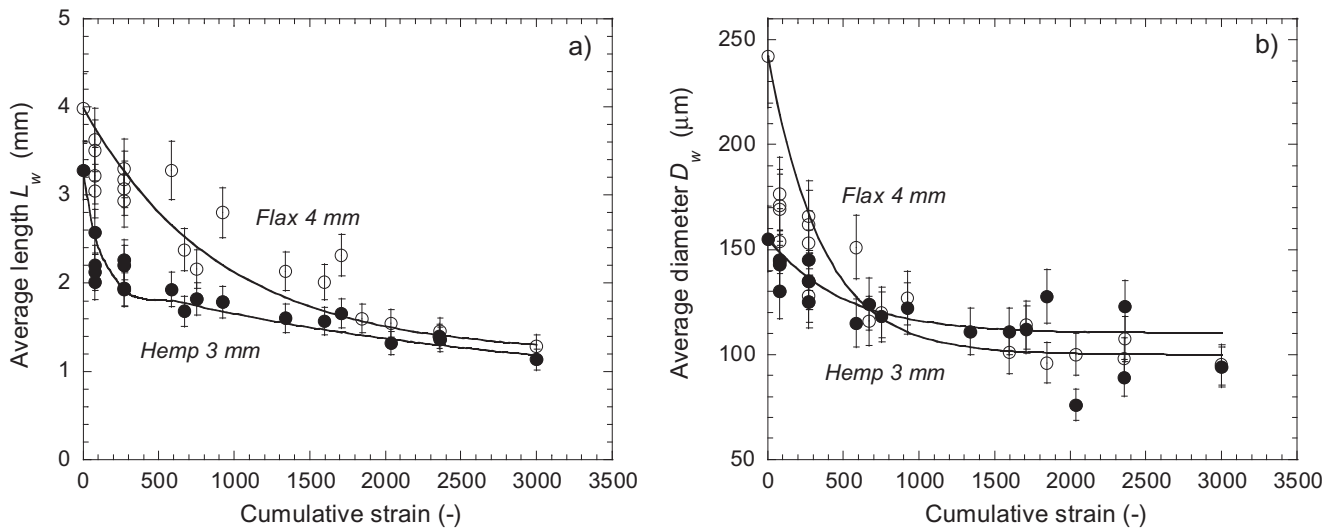 a)
Average length L_w (mm)
5
4
3
2
1
0
Flax 4 mm
Hemp 3 mm
0 500 1000 1500 2000 2500 3000 3500
Cumulative strain (-)
b)
Average diameter D_w (μm)
250
200
150
100
50
Flax 4 mm
Hemp 3 mm
0 500 1000 1500 2000 2500 3000 3500
Cumulative strain (-)